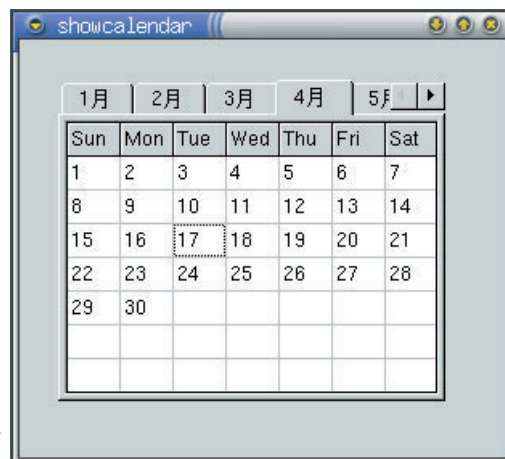 showcalendar
1月 2月 3月 4月 5月
Sun Mon Tue Wed Thu Fri Sat
1 2 3 4 5 6 7
8 9 10 11 12 13 14
15 16 17 18 19 20 21
22 23 24 25 26 27 28
29 30